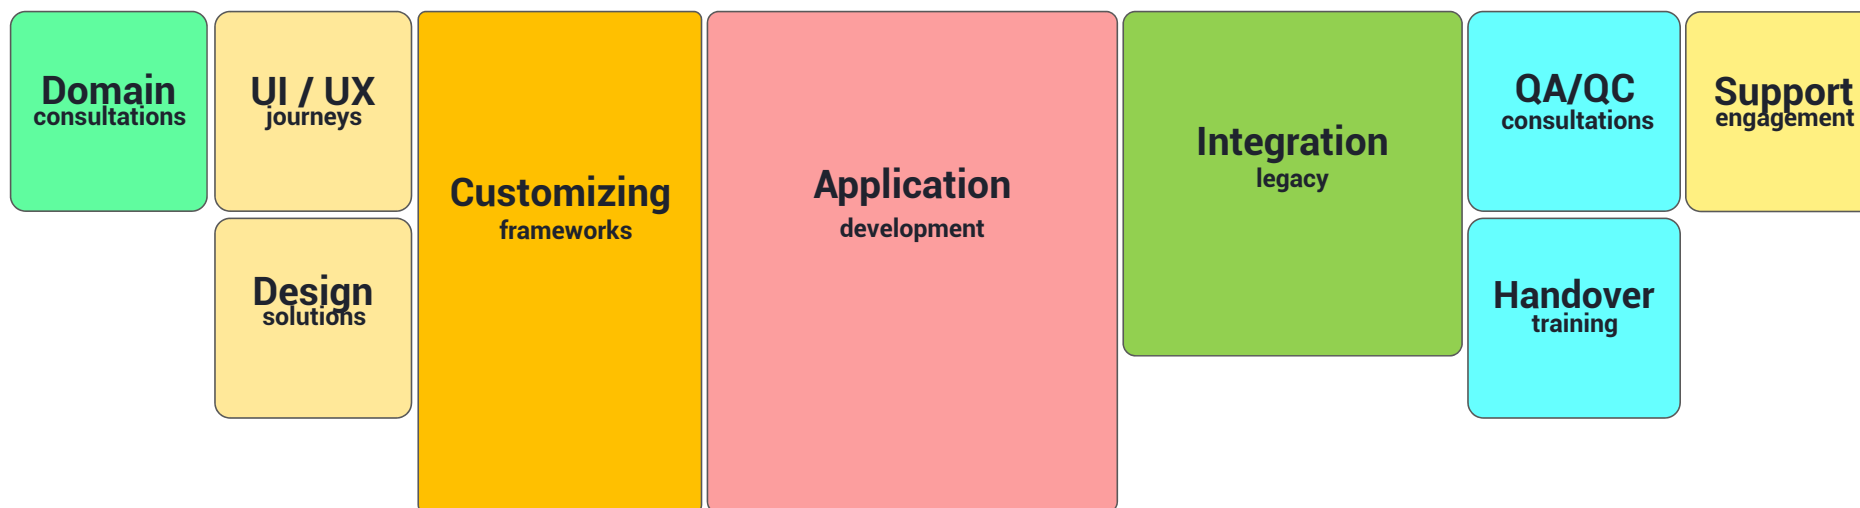 Domain
consultations
UI / UX
journeys
Design
solutions
Customizing
frameworks
Application
development
Integration
legacy
QA/QC
consultations
Handover
training
Support
engagement